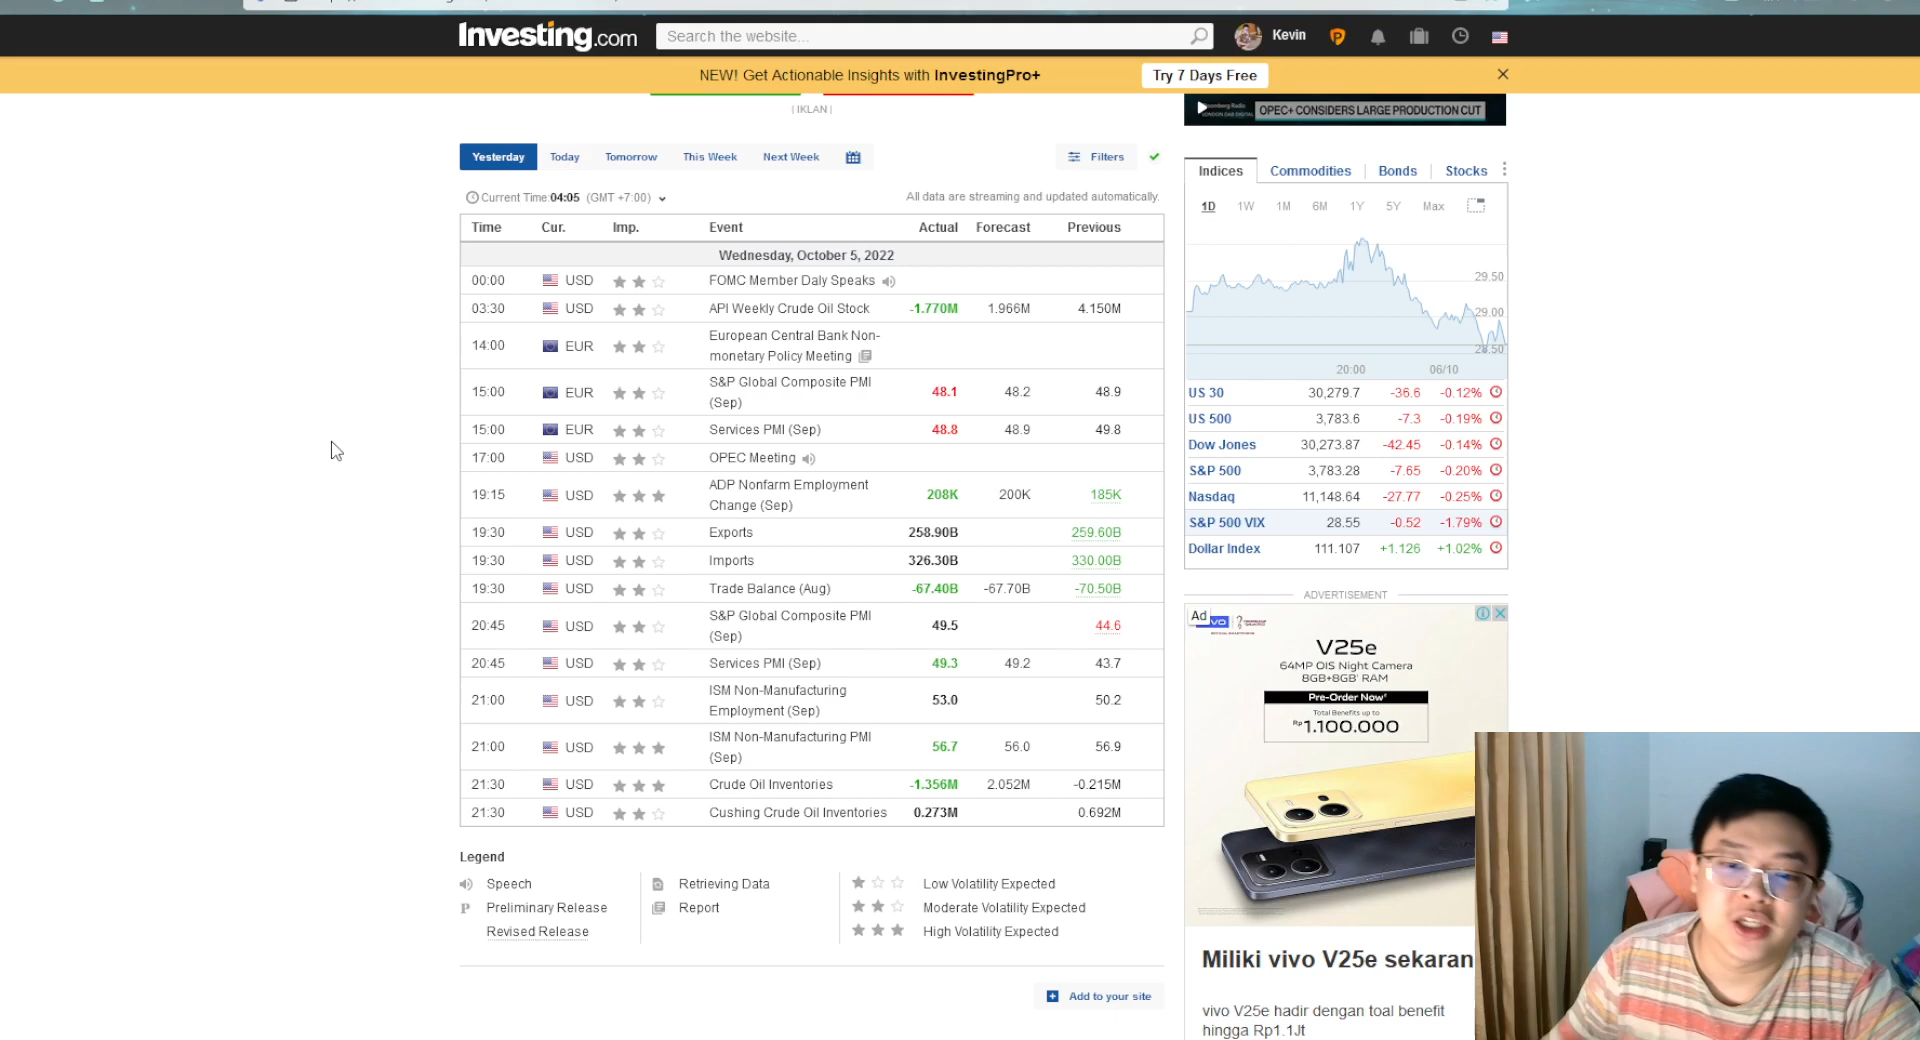 Investing.com
Search the website...
Kevin
NEW! Get Actionable Insights with InvestingPro+
Try 7 Days Free
| IKLAN |
OPEC+ CONSIDERS LARGE PRODUCTION CUT
Yesterday Today Tomorrow This Week Next Week
Filters
Current Time: 04:05 (GMT +7:00)
All data are streaming and updated automatically.
Time Cur. Imp. Event Actual Forecast Previous
Wednesday, October 5, 2022
00:00 USD FOMC Member Daly Speaks
03:30 USD API Weekly Crude Oil Stock -1.770M 1.966M 4.150M
14:00 EUR European Central Bank Non-
monetary Policy Meeting
15:00 EUR S&P Global Composite PMI
(Sep) 48.1 48.2 48.9
15:00 EUR Services PMI (Sep) 48.8 48.9 49.8
17:00 USD OPEC Meeting
19:15 USD ADP Nonfarm Employment
Change (Sep) 208K 200K 185K
19:30 USD Exports 258.90B 259.60B
19:30 USD Imports 326.30B 330.00B
19:30 USD Trade Balance (Aug) -67.40B -67.70B -70.50B
20:45 USD S&P Global Composite PMI
(Sep) 49.5 44.6
20:45 USD Services PMI (Sep) 49.3 49.2 43.7
21:00 USD ISM Non-Manufacturing
Employment (Sep) 53.0 50.2
21:00 USD ISM Non-Manufacturing PMI
(Sep) 56.7 56.0 56.9
21:30 USD Crude Oil Inventories -1.356M 2.052M -0.215M
21:30 USD Cushing Crude Oil Inventories 0.273M 0.692M
Legend
Speech
P Preliminary Release
Revised Release
Retrieving Data
Report
Low Volatility Expected
Moderate Volatility Expected
High Volatility Expected
Add to your site
Indices Commodities Bonds Stocks
1D 1W 1M 6M 1Y 5Y Max
29.50
29.00
28.50
20:00 06/10
US 30 30,279.7 -36.6 -0.12%
US 500 3,783.6 -7.3 -0.19%
Dow Jones 30,273.87 -42.45 -0.14%
S&P 500 3,783.28 -7.65 -0.20%
Nasdaq 11,148.64 -27.77 -0.25%
S&P 500 VIX 28.55 -0.52 -1.79%
Dollar Index 111.107 +1.126 +1.02%
ADVERTISEMENT
Ad
V25e
64MP OIS Night Camera
8GB+8GB* RAM
Pre-Order Now
Total Benefits up to
Rp1.100.000
Miliki vivo V25e sekaran
vivo V25e hadir dengan toal benefit
hingga Rp1.1Jt